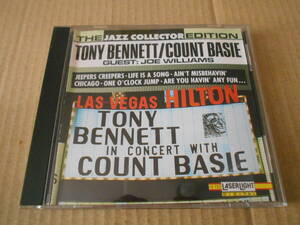 THE JAZZ COLLECTOR EDITION
TONY BENNETT/COUNT BASIE
GUEST: JOE WILLIAMS
JEEPERS CREEPERS · LIFE IS A SONG · AIN'T MISBEHAVIN'
CHICAGO · ONE O'CLOCK JUMP · ARE YOU HAVIN' ANY FUN...
LAS VEGAS HILTON
TONY
BENNETT
IN CONCERT WITH
COUNT BASIE
LASERLIGHT
DIGITAL